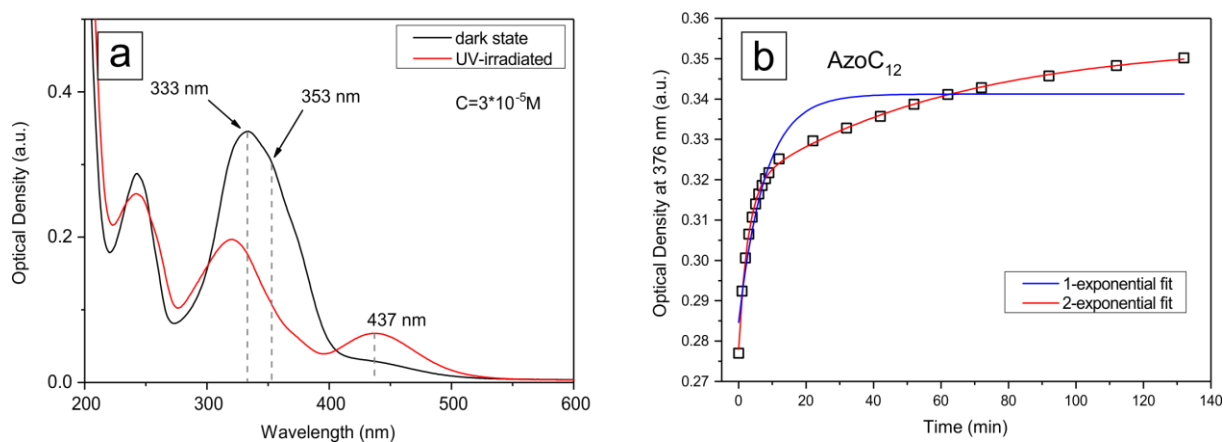 a
dark state
UV-irradiated
333 nm
353 nm
C=3*10⁻⁵M
437 nm
Optical Density (a.u.)
0.4
0.2
0.0
200
300
400
500
600
Wavelength (nm)
b
AzoC₁₂
1-exponential fit
2-exponential fit
Optical Density at 376 nm (a.u.)
0.36
0.35
0.34
0.33
0.32
0.31
0.30
0.29
0.28
0.27
0
20
40
60
80
100
120
140
Time (min)